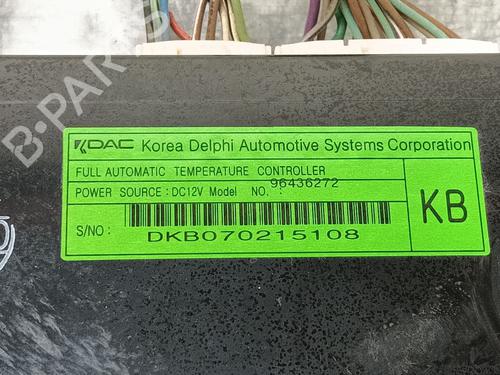 KDAC Korea Delphi Automotive Systems Corporation
FULL AUTOMATIC TEMPERATURE CONTROLLER
POWER SOURCE : DC12V Model NO. : 96436272
KB
S/NO :
DKB070215108
B-PARTS